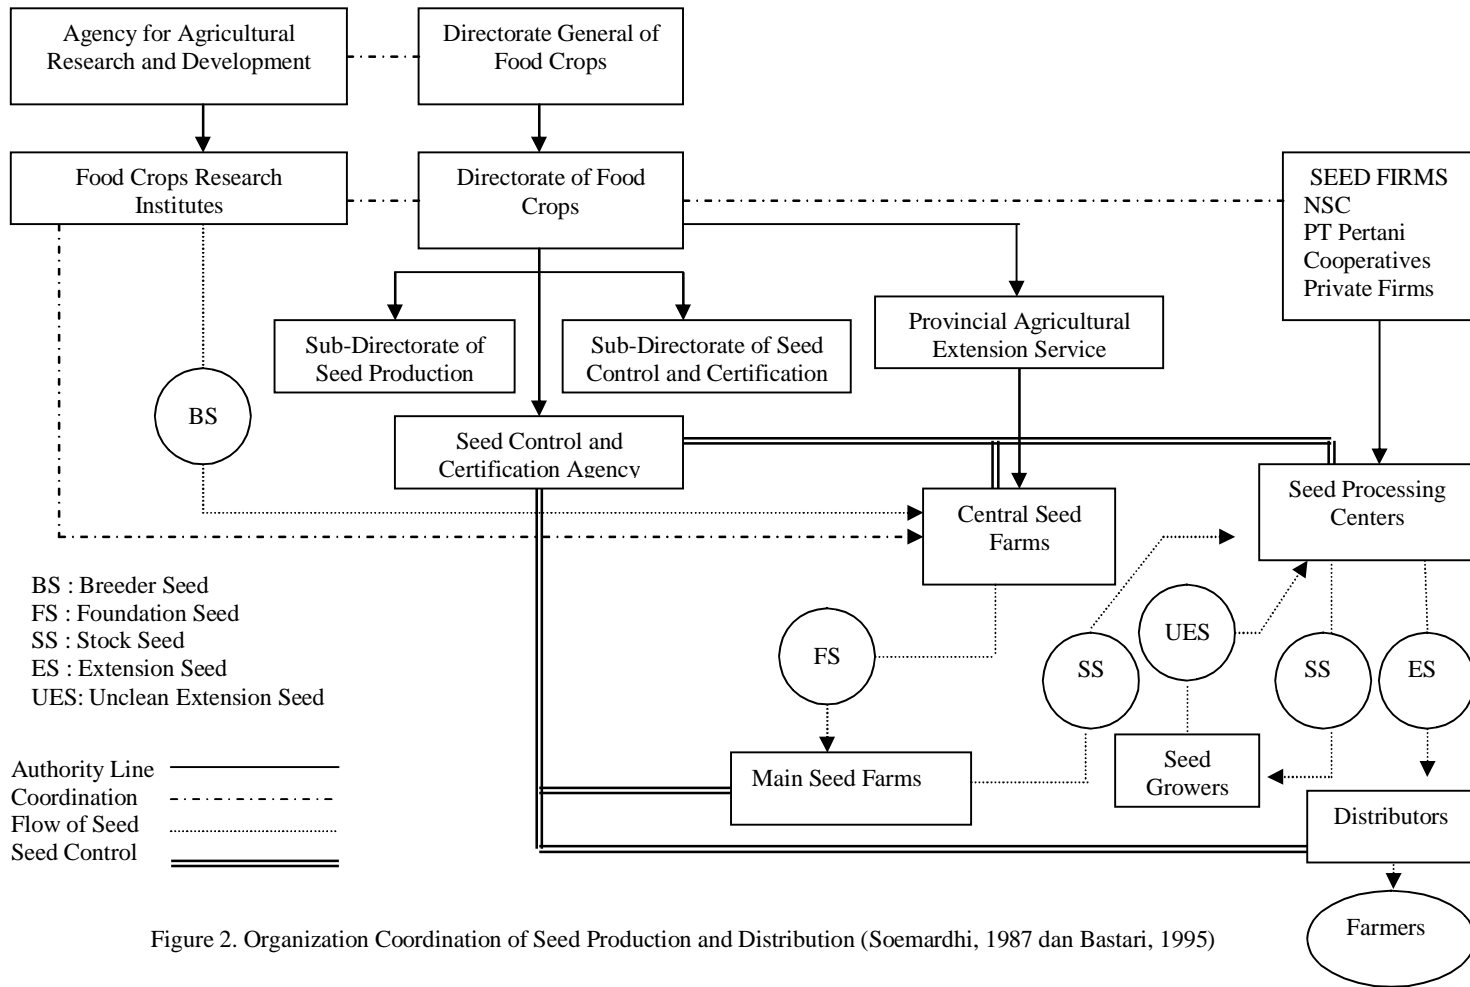 Agency for Agricultural
Research and Development
Directorate General of
Food Crops
Food Crops Research
Institutes
Directorate of Food
Crops
SEED FIRMS
NSC
PT Pertani
Cooperatives
Private Firms
Sub-Directorate of
Seed Production
Sub-Directorate of Seed
Control and Certification
Provincial Agricultural
Extension Service
BS
Seed Control and
Certification Agency
Central Seed
Farms
Seed Processing
Centers
BS : Breeder Seed
FS : Foundation Seed
SS : Stock Seed
ES : Extension Seed
UES: Unclean Extension Seed
FS
SS
UES
SS
ES
Authority Line
Coordination
Flow of Seed
Seed Control
Main Seed Farms
Seed
Growers
Distributors
Farmers
Figure 2. Organization Coordination of Seed Production and Distribution (Soemardhi, 1987 dan Bastari, 1995)